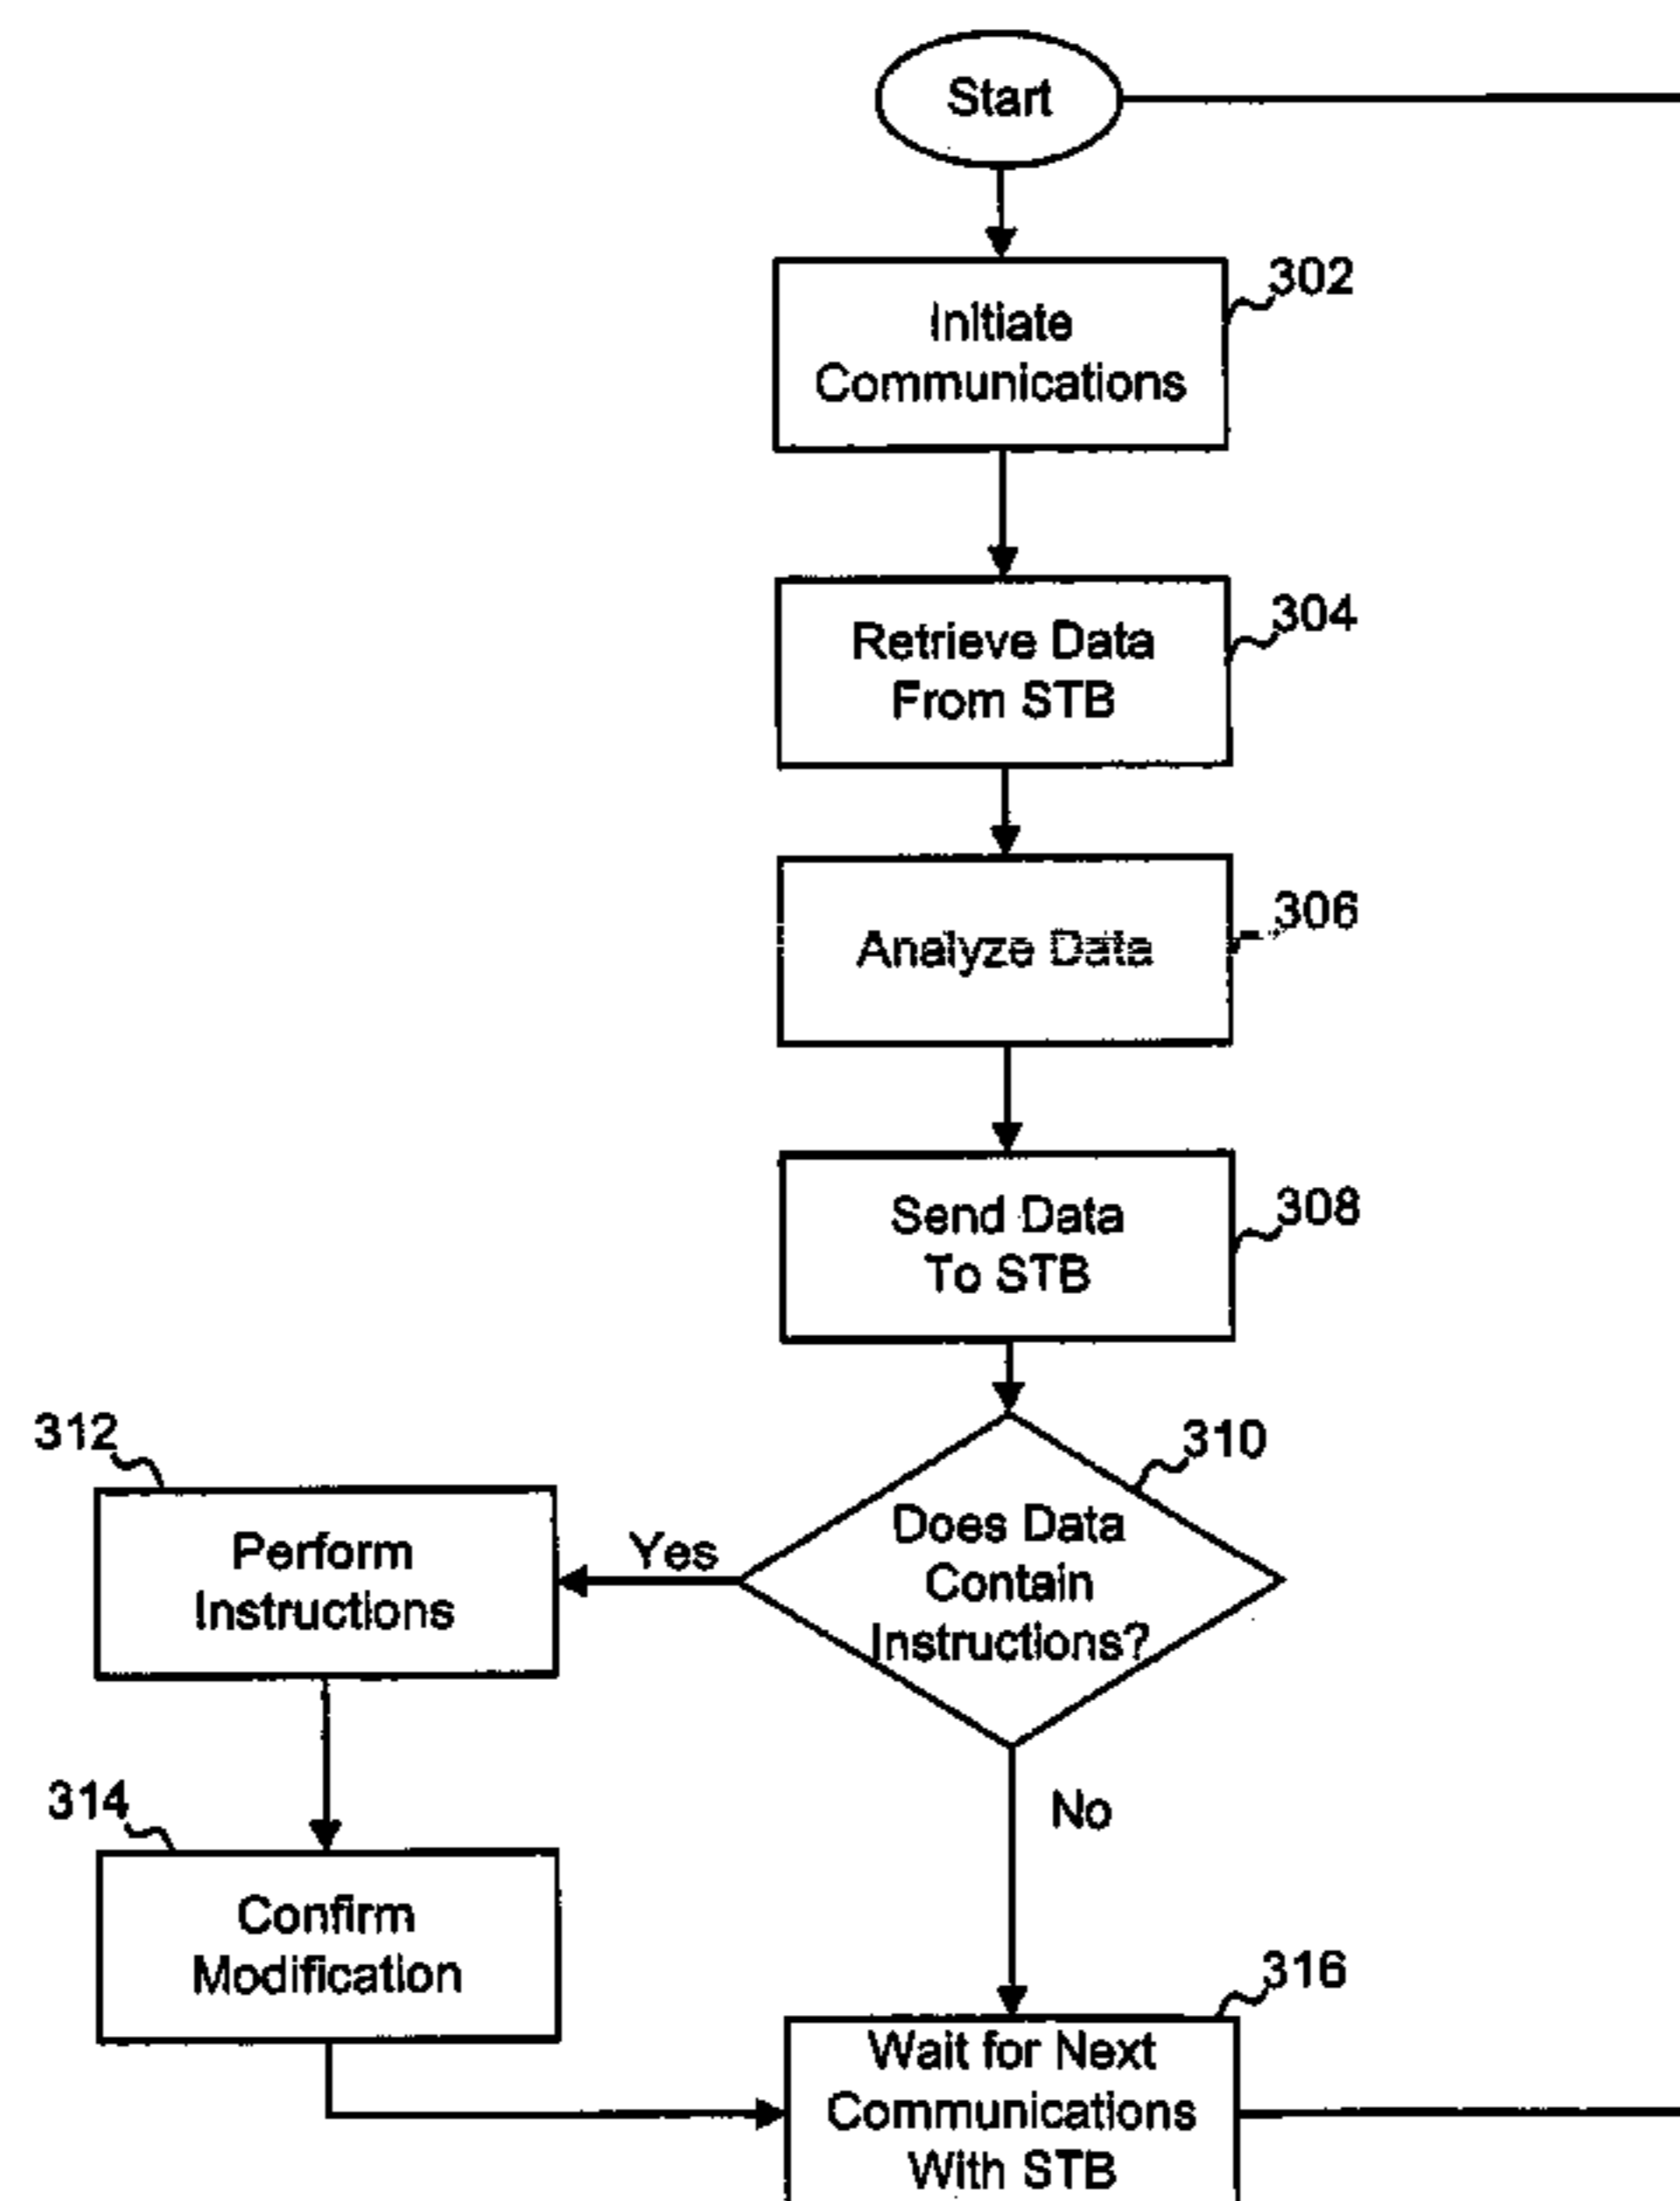 Start
302
Initiate
Communications
304
Retrieve Data
From STB
306
Analyze Data
308
Send Data
To STB
310
Does Data
Contain
Instructions?
Yes
312
Perform
Instructions
No
314
Confirm
Modification
316
Wait for Next
Communications
With STB